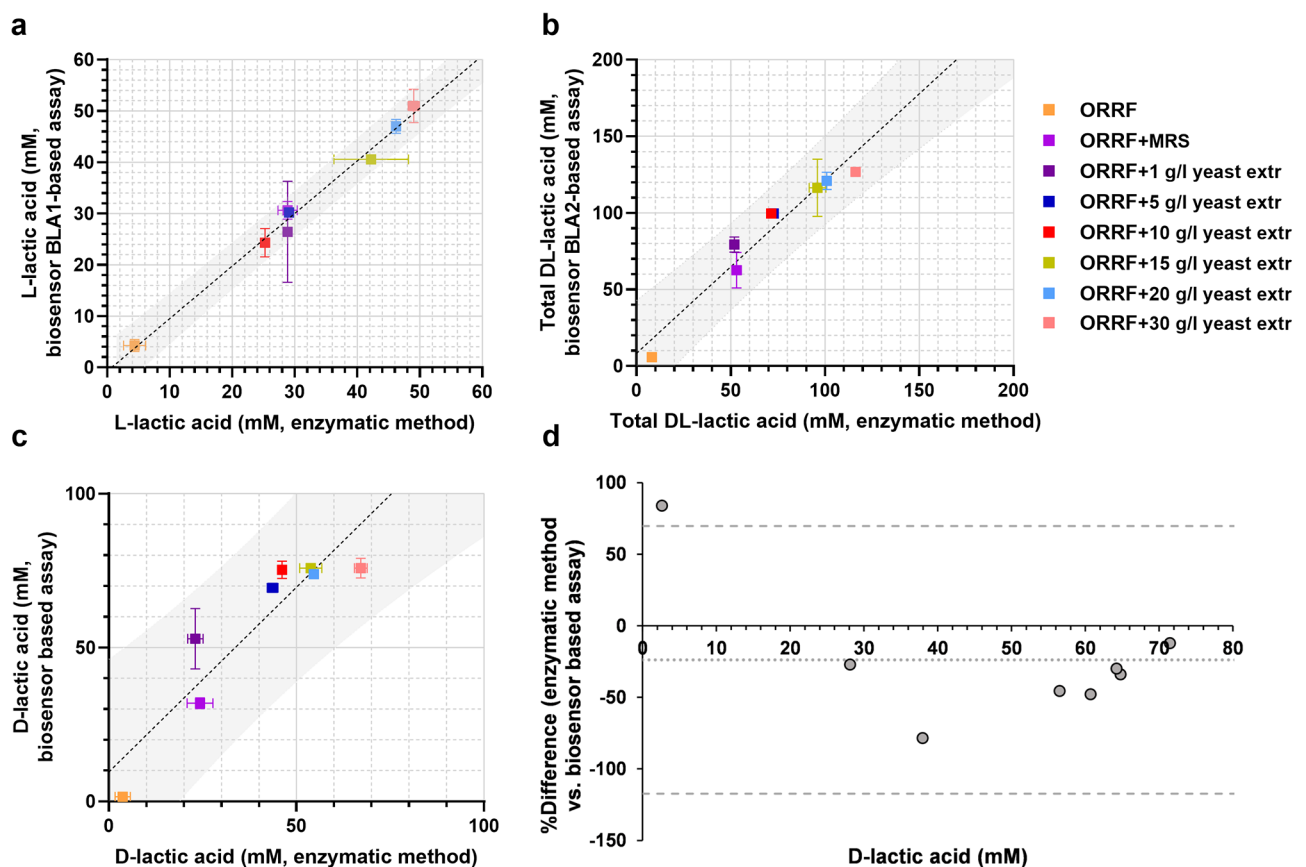 a
L-lactic acid (mM,
biosensor BLA1-based assay)
60
50
40
30
20
10
0
0 10 20 30 40 50 60
L-lactic acid (mM, enzymatic method)
b
Total DL-lactic acid (mM,
biosensor BLA2-based assay)
200
150
100
50
0
0 50 100 150 200
Total DL-lactic acid (mM, enzymatic method)
ORRF
ORRF+MRS
ORRF+1 g/l yeast extr
ORRF+5 g/l yeast extr
ORRF+10 g/l yeast extr
ORRF+15 g/l yeast extr
ORRF+20 g/l yeast extr
ORRF+30 g/l yeast extr
c
D-lactic acid (mM,
biosensor based assay)
100
50
0
0 50 100
D-lactic acid (mM, enzymatic method)
d
%Difference (enzymatic method
vs. biosensor based assay)
100
50
0
-50
-100
-150
0 10 20 30 40 50 60 70 80
D-lactic acid (mM)